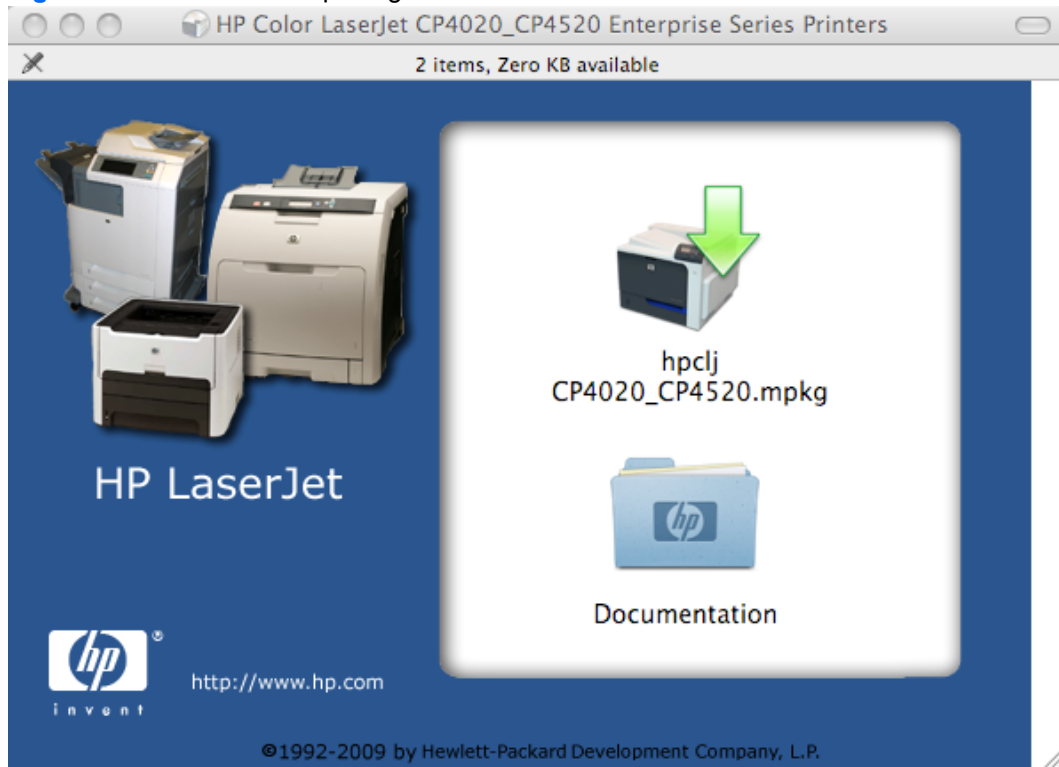 HP Color LaserJet CP4020_CP4520 Enterprise Series Printers
2 items, Zero KB available
hpclj
CP4020_CP4520.mpkg
hp
Documentation
HP LaserJet
hp®
invent
http://www.hp.com
©1992-2009 by Hewlett-Packard Development Company, L.P.